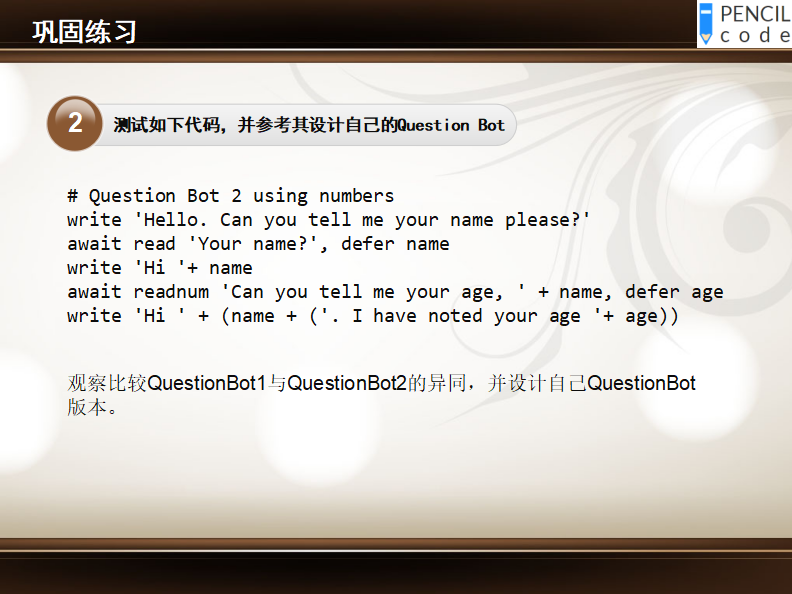 巩固练习
PENCIL
code
2
测试如下代码，并参考其设计自己的Question Bot
# Question Bot 2 using numbers
write 'Hello. Can you tell me your name please?'
await read 'Your name?', defer name
write 'Hi '+ name
await readnum 'Can you tell me your age, ' + name, defer age
write 'Hi ' + (name + ('. I have noted your age '+ age))
观察比较QuestionBot1与QuestionBot2的异同，并设计自己QuestionBot
版本。